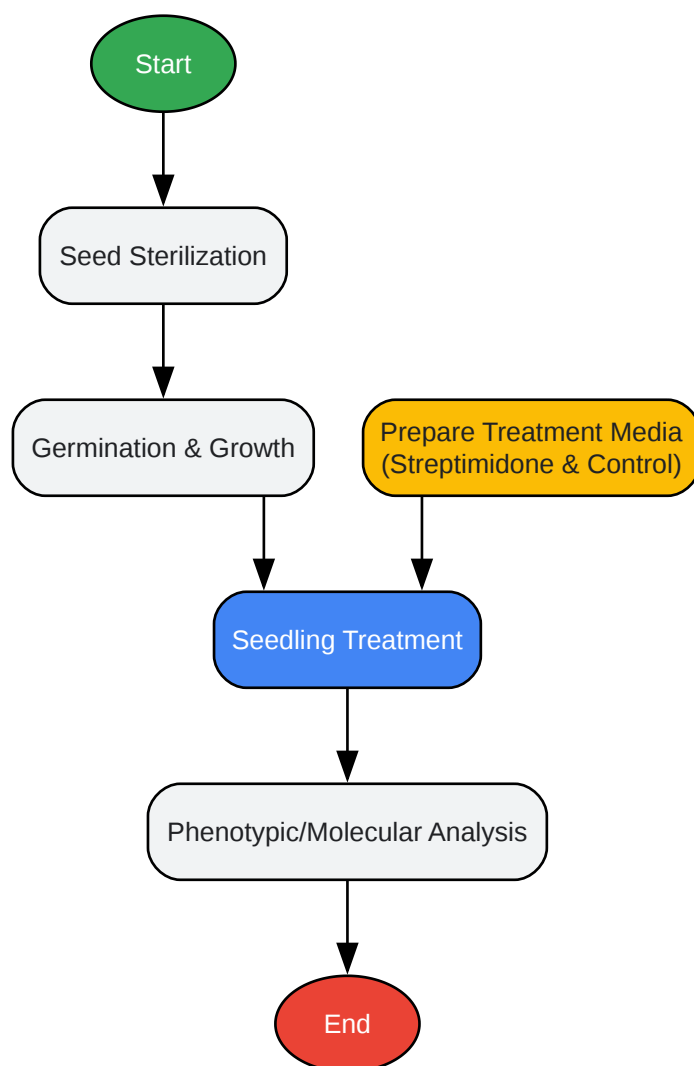 Start
Seed Sterilization
Germination & Growth
Prepare Treatment Media
(Streptimidone & Control)
Seedling Treatment
Phenotypic/Molecular Analysis
End